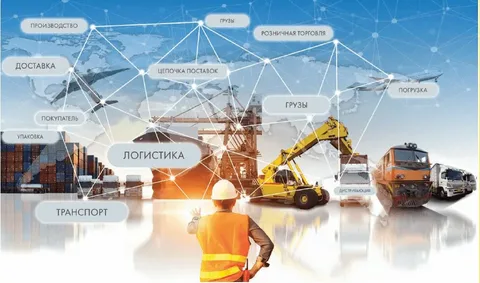 ГРУЗЫ
ПРОИЗВОДСТВО
РОЗНИЧНАЯ ТОРГОВЛЯ
ДОСТАВКА
ЦЕПОЧКА ПОСТАВОК
ПОГРУЗКА
ГРУЗЫ
ПОКУПАТЕЛЬ
УПАКОВКА
ЛОГИСТИКА
ТРАНСПОРТ